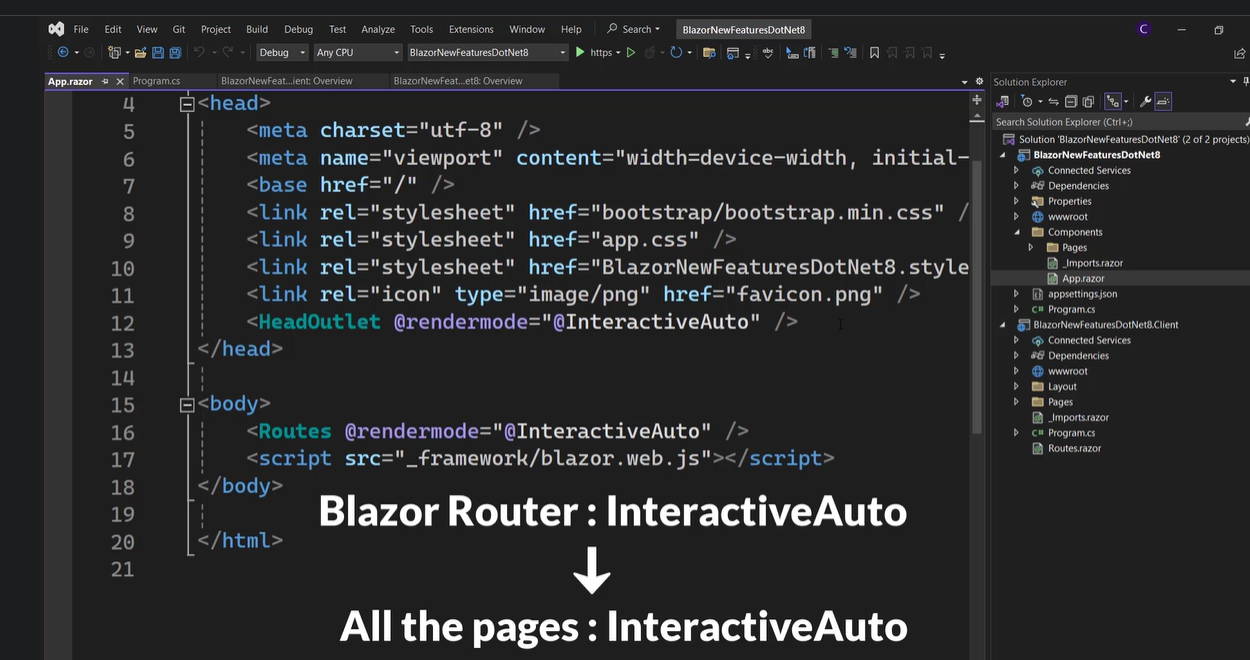 File Edit View Git Project Build Debug Test Analyze Tools Extensions Window Help Search BlazorNewFeaturesDotNet8 C
Debug Any CPU BlazorNewFeaturesDotNet8 https
App.razor Program.cs BlazorNewFeat...ient: Overview BlazorNewFeat...et8: Overview
4 <head>
5 <meta charset="utf-8" />
6 <meta name="viewport" content="width=device-width, initial-
7 <base href="/" />
8 <link rel="stylesheet" href="bootstrap/bootstrap.min.css" /
9 <link rel="stylesheet" href="app.css" />
10 <link rel="stylesheet" href="BlazorNewFeaturesDotNet8.style
11 <link rel="icon" type="image/png" href="favicon.png" />
12 <HeadOutlet @rendermode="@InteractiveAuto" />
13 </head>
14
15 <body>
16 <Routes @rendermode="@InteractiveAuto" />
17 <script src="_framework/blazor.web.js"></script>
18 </body>
19
20 </html>
21
Blazor Router : InteractiveAuto
All the pages : InteractiveAuto
Solution Explorer
Search Solution Explorer (Ctrl+;)
Solution 'BlazorNewFeaturesDotNet8' (2 of 2 projects)
BlazorNewFeaturesDotNet8
Connected Services
Dependencies
Properties
wwwroot
Components
Pages
_Imports.razor
App.razor
appsettings.json
C# Program.cs
BlazorNewFeaturesDotNet8.Client
Connected Services
Dependencies
wwwroot
Layout
Pages
_Imports.razor
C# Program.cs
Routes.razor